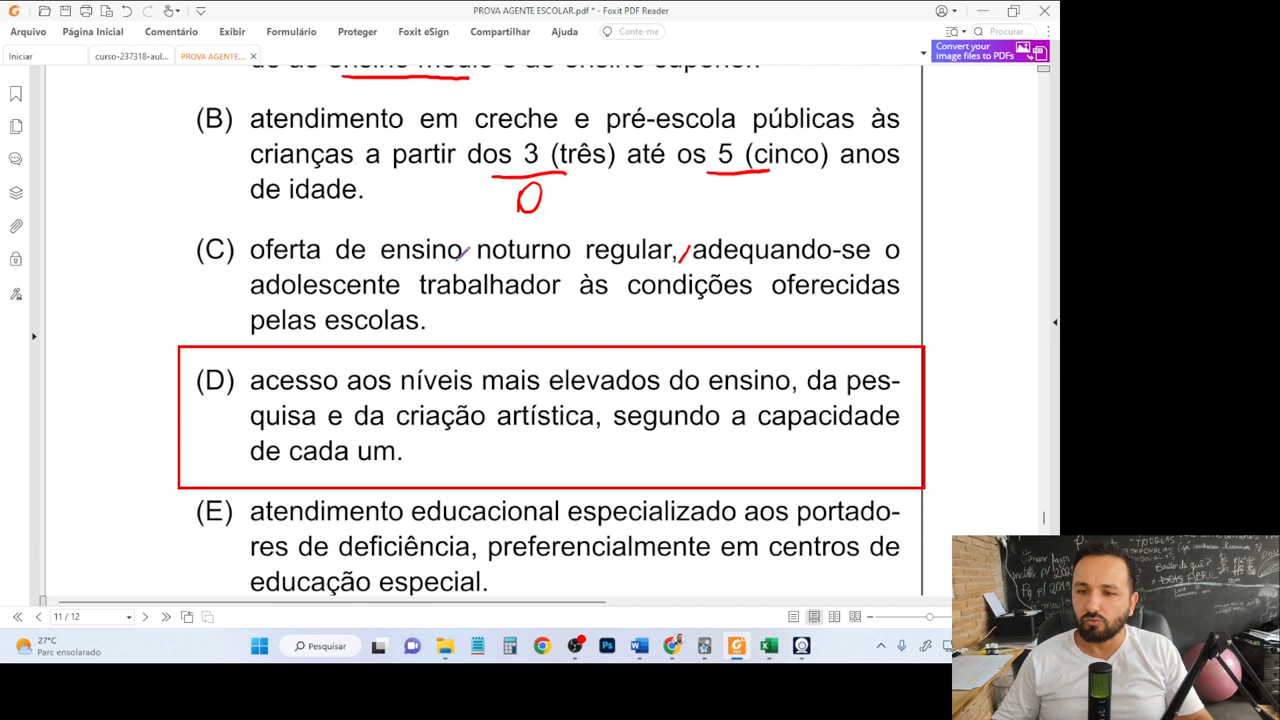 PROVA AGENTE ESCOLAR.pdf * - Foxit PDF Reader
Arquivo Página Inicial Comentário Exibir Formulário Proteger Foxit eSign Compartilhar Ajuda Conte-me Procurar
Iniciar curso-237318-aul... PROVA AGENTE...
Convert your
image files to PDFs
ensino médio e ao ensino superior.
(B) atendimento em creche e pré-escola públicas às
crianças a partir dos 3 (três) até os 5 (cinco) anos
de idade.
0
(C) oferta de ensino noturno regular, adequando-se o
adolescente trabalhador às condições oferecidas
pelas escolas.
(D) acesso aos níveis mais elevados do ensino, da pes-
quisa e da criação artística, segundo a capacidade
de cada um.
(E) atendimento educacional especializado aos portado-
res de deficiência, preferencialmente em centros de
educação especial.
11 / 12
27°C
Parc ensolarado
Pesquisar